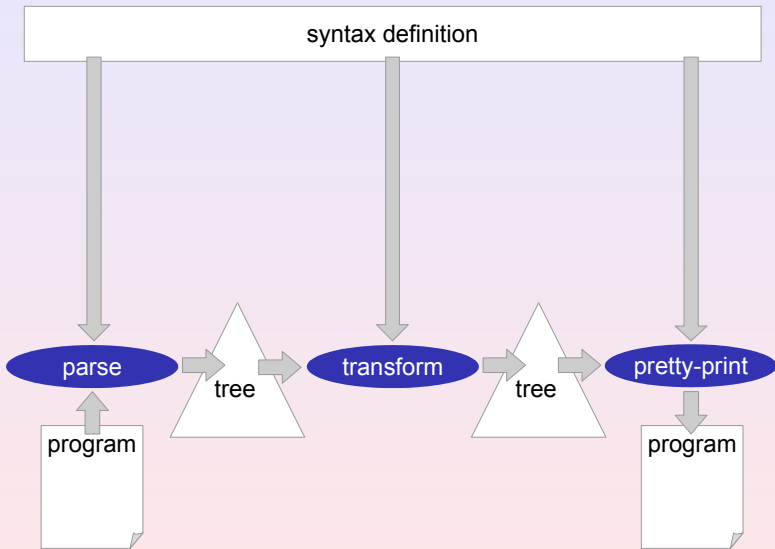 syntax definition
parse
tree
transform
tree
pretty-print
program
program